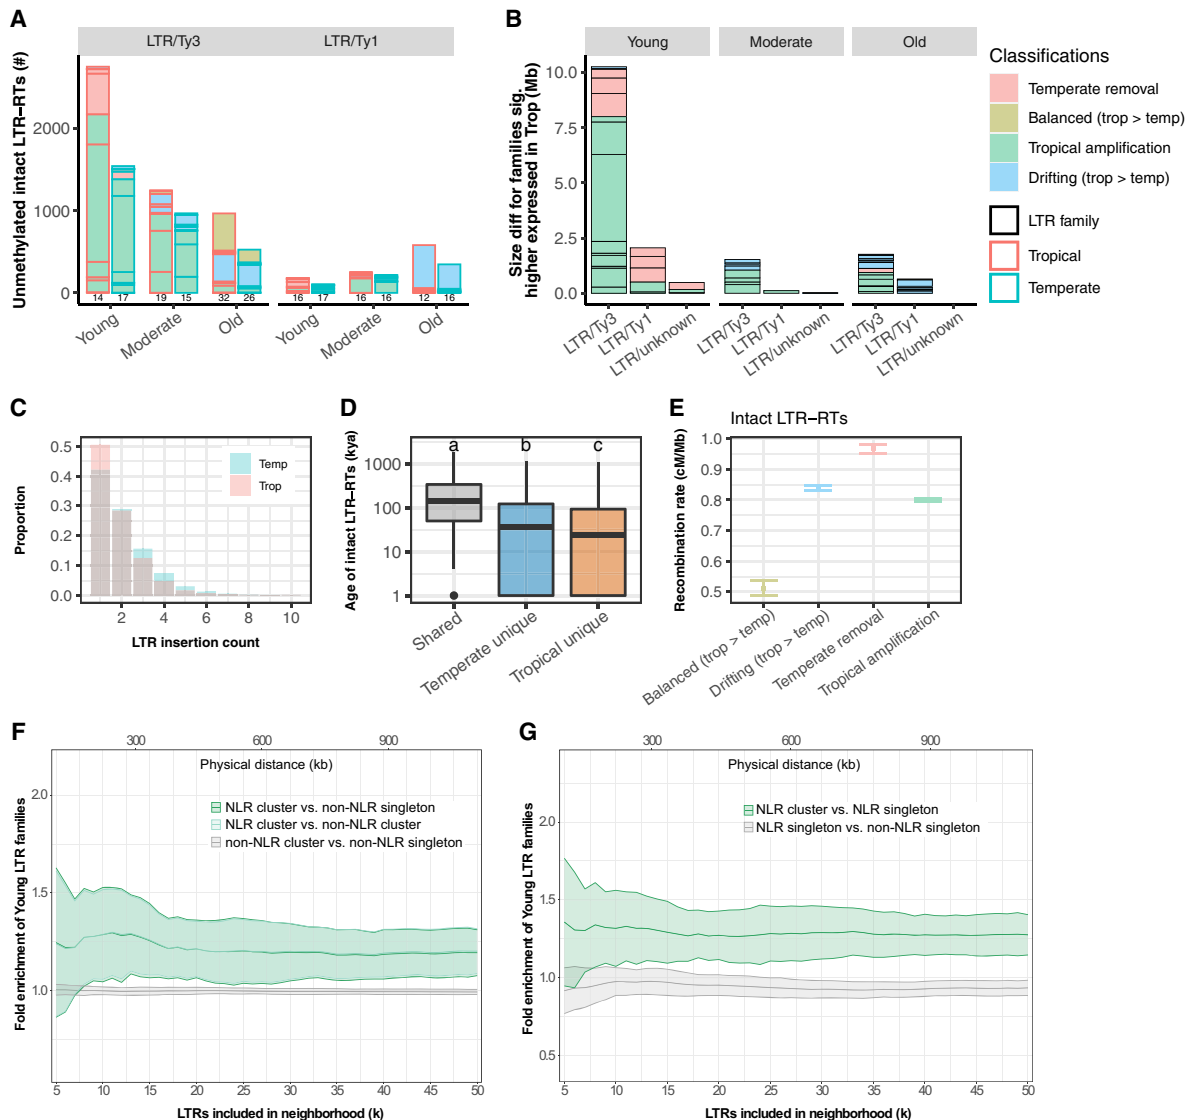 A
Unmethylated intact LTR–RTs (#)
LTR/Ty3
LTR/Ty1
2000
1000
0
14
17
19
15
32
26
16
17
16
16
12
16
Young
Moderate
Old
Young
Moderate
Old
B
Size diff for families sig.
higher expressed in Trop (Mb)
Young
Moderate
Old
10.0
7.5
5.0
2.5
0.0
LTR/Ty3
LTR/Ty1
LTR/unknown
LTR/Ty3
LTR/Ty1
LTR/unknown
LTR/Ty3
LTR/Ty1
LTR/unknown
Classifications
Temperate removal
Balanced (trop > temp)
Tropical amplification
Drifting (trop > temp)
LTR family
Tropical
Temperate
C
Proportion
0.5
0.4
0.3
0.2
0.1
0.0
Temp
Trop
2
4
6
8
10
LTR insertion count
D
Age of intact LTR–RTs (kya)
1000
100
10
1
a
b
c
Shared
Temperate unique
Tropical unique
E
Intact LTR–RTs
Recombination rate (cM/Mb)
1.0
0.9
0.8
0.7
0.6
0.5
Balanced (trop > temp)
Drifting (trop > temp)
Temperate removal
Tropical amplification
F
300
600
900
Physical distance (kb)
Fold enrichment of Young LTR families
2.0
1.5
1.0
NLR cluster vs. non-NLR singleton
NLR cluster vs. non-NLR cluster
non-NLR cluster vs. non-NLR singleton
5
10
15
20
25
30
35
40
45
50
LTRs included in neighborhood (k)
G
300
600
900
Physical distance (kb)
Fold enrichment of Young LTR families
2.0
1.5
1.0
0.5
NLR cluster vs. NLR singleton
NLR singleton vs. non-NLR singleton
5
10
15
20
25
30
35
40
45
50
LTRs included in neighborhood (k)